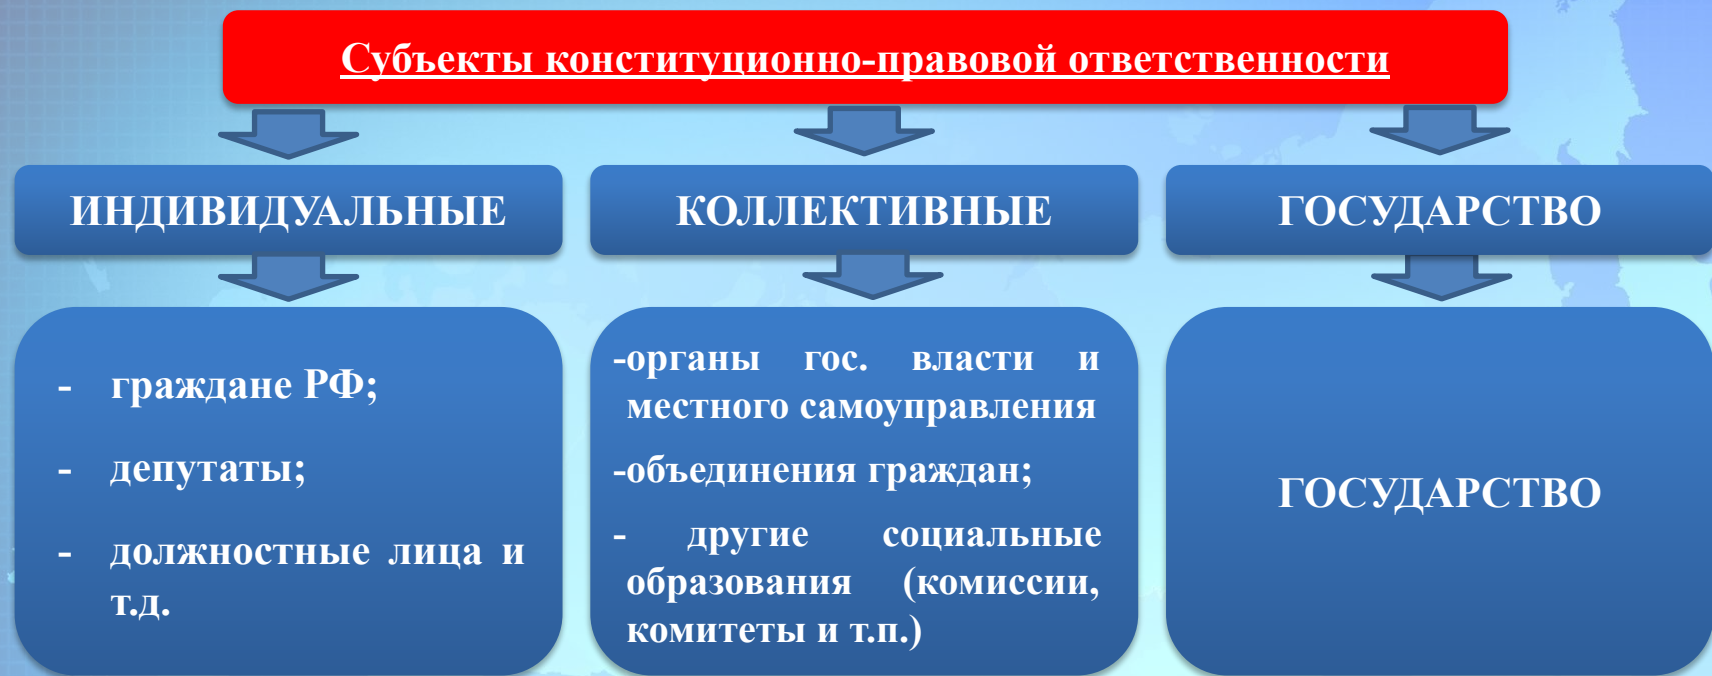 Субъекты конституционно-правовой ответственности
ИНДИВИДУАЛЬНЫЕ
- граждане РФ;
- депутаты;
- должностные лица и
т.д.
КОЛЛЕКТИВНЫЕ
-органы гос. власти и
местного самоуправления
-объединения граждан;
- другие социальные
образования (комиссии,
комитеты и т.п.)
ГОСУДАРСТВО
ГОСУДАРСТВО